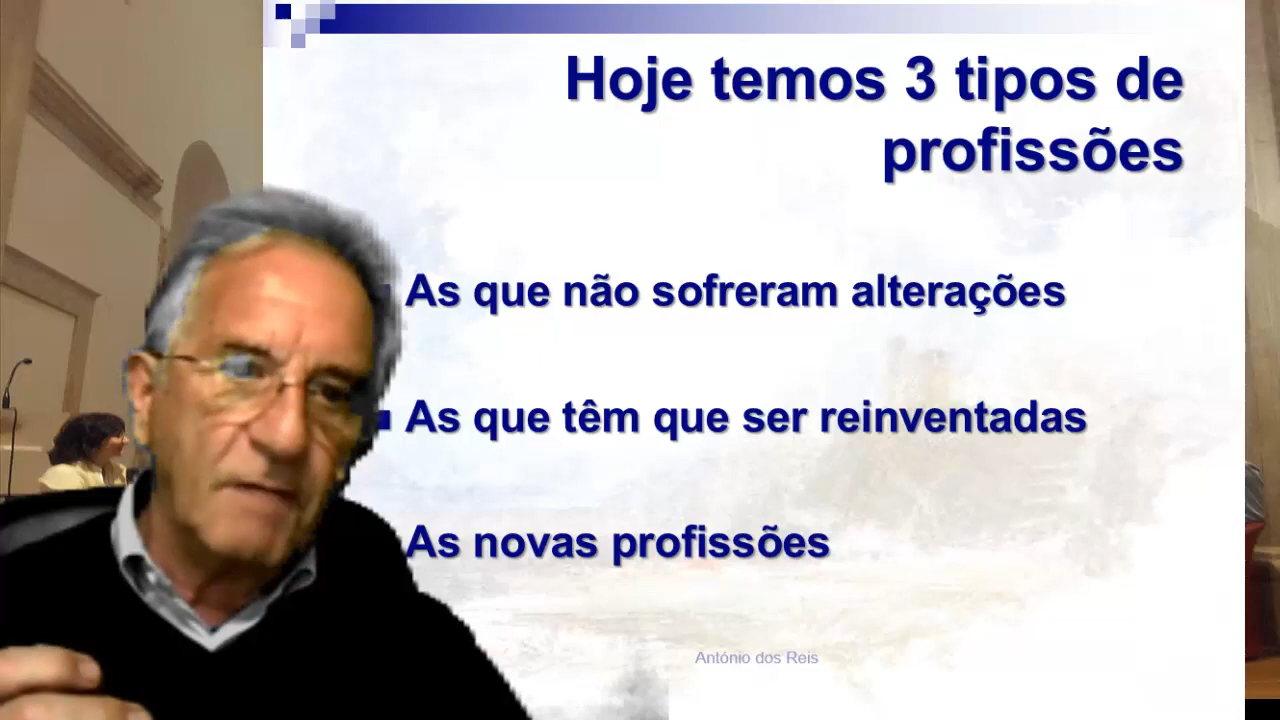 Hoje temos 3 tipos de
profissões
As que não sofreram alterações
As que têm que ser reinventadas
As novas profissões
António dos Reis